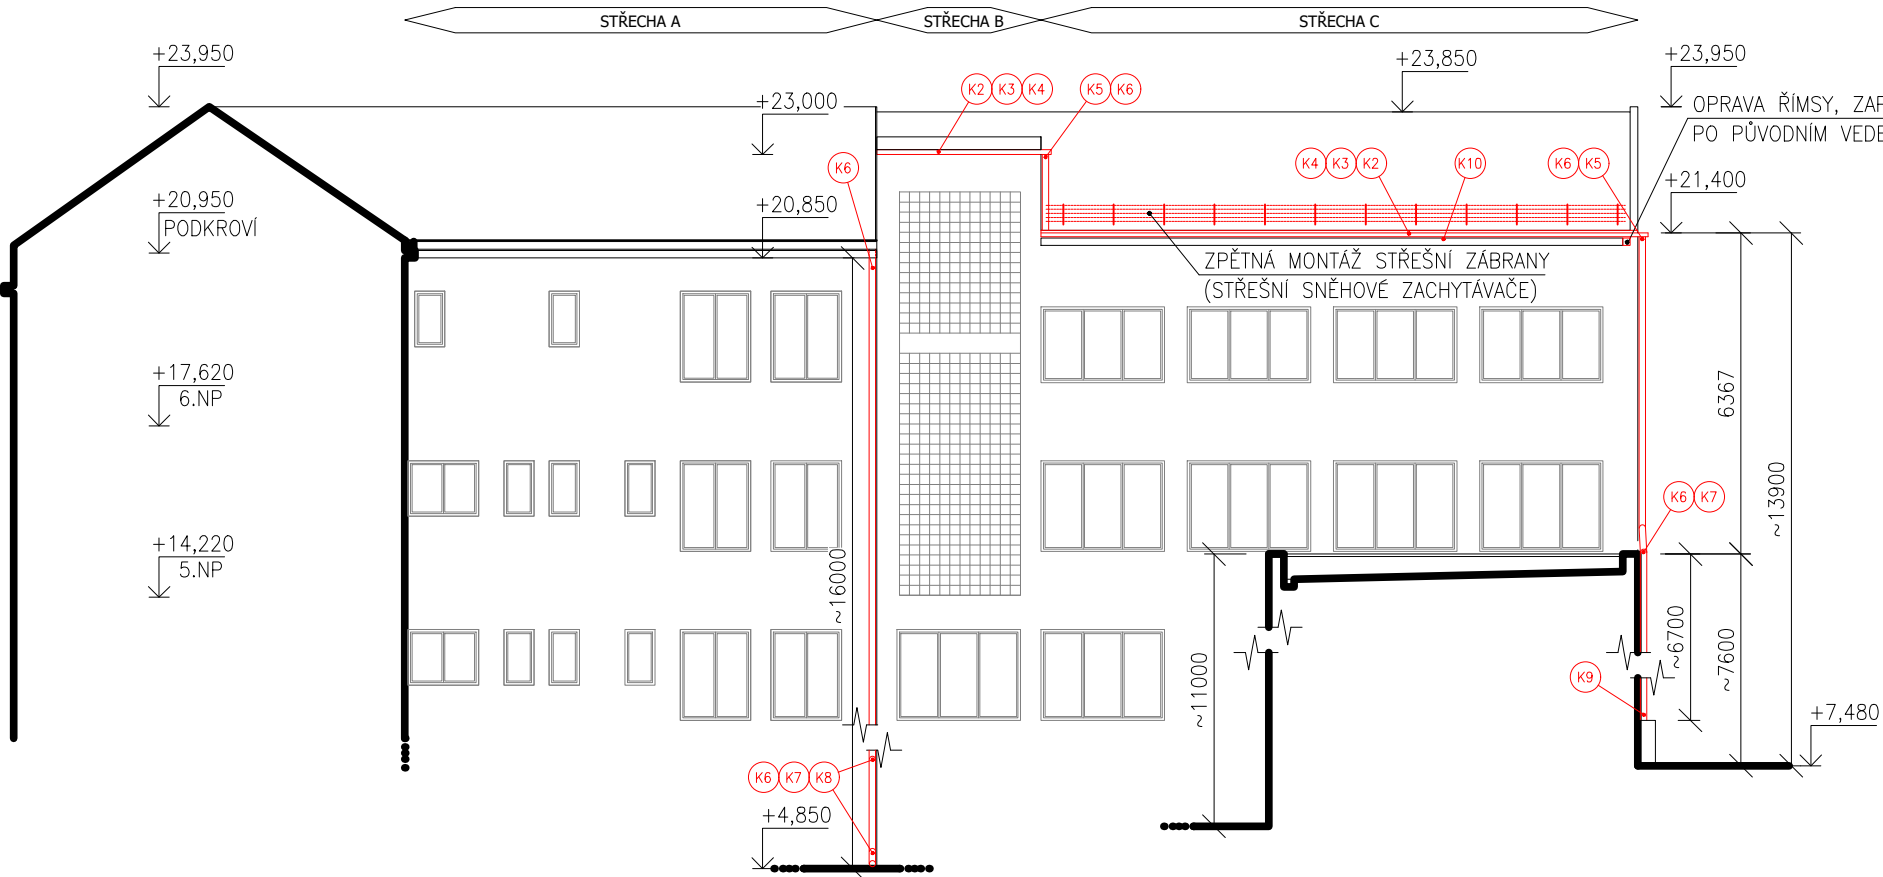 STŘECHA A
STŘECHA B
STŘECHA C
+23,950
+23,000
K2 K3 K4
K5 K6
+23,850
+23,950
OPRAVA ŘÍMSY,
PO PŮVODNÍM
K6
K4 K3 K2
K10
K6 K5
+21,400
+20,950
PODKROVÍ
+20,850
ZPĚTNÁ MONTÁŽ STŘEŠNÍ ZÁBRANY
(STŘEŠNÍ SNĚHOVÉ ZACHYTÁVAČE)
+17,620
6.NP
6367
~13900
K6 K7
+14,220
5.NP
~16000
~11000
~6700
~7600
K9
+7,480
K6 K7 K8
+4,850